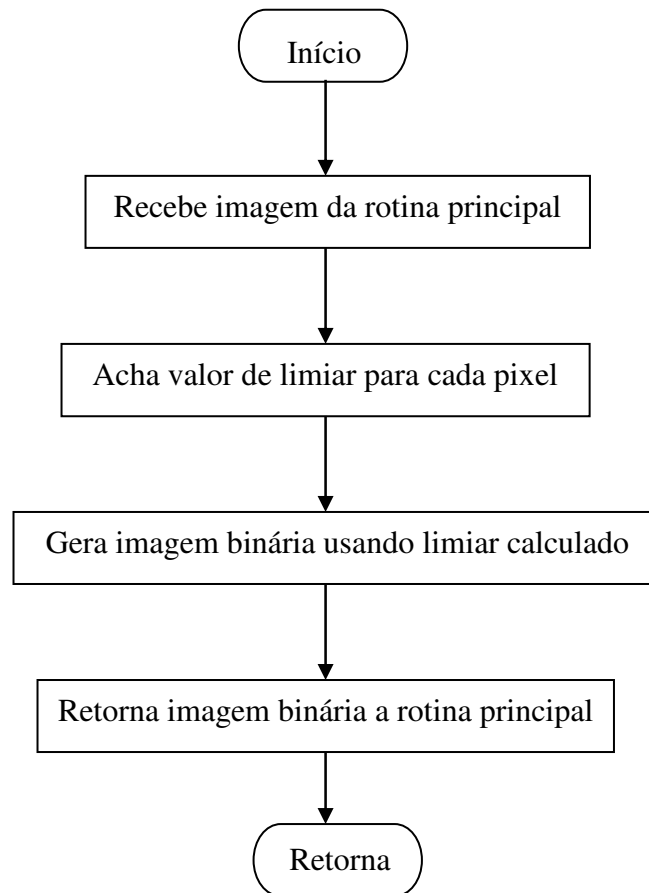 Início
Recebe imagem da rotina principal
Acha valor de limiar para cada pixel
Gera imagem binária usando limiar calculado
Retorna imagem binária a rotina principal
Retorna